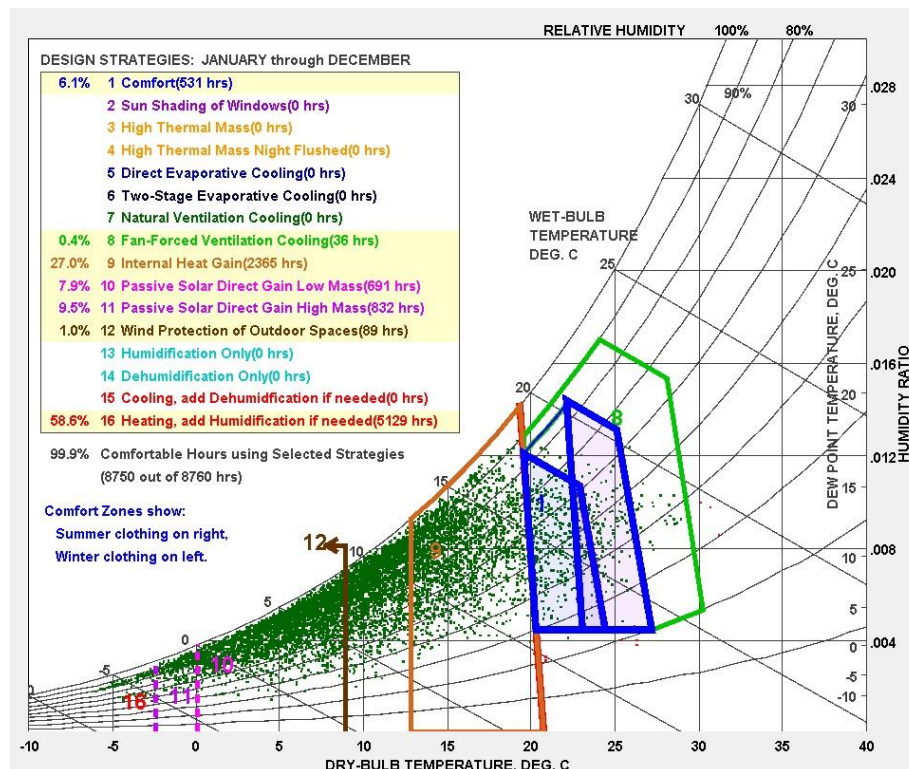 RELATIVE HUMIDITY 100% 80%
DESIGN STRATEGIES: JANUARY through DECEMBER
6.1% 1 Comfort(531 hrs)
2 Sun Shading of Windows(0 hrs)
3 High Thermal Mass(0 hrs)
4 High Thermal Mass Night Flushed(0 hrs)
5 Direct Evaporative Cooling(0 hrs)
6 Two-Stage Evaporative Cooling(0 hrs)
7 Natural Ventilation Cooling(0 hrs)
0.4% 8 Fan-Forced Ventilation Cooling(36 hrs)
27.0% 9 Internal Heat Gain(2365 hrs)
7.9% 10 Passive Solar Direct Gain Low Mass(691 hrs)
9.5% 11 Passive Solar Direct Gain High Mass(832 hrs)
1.0% 12 Wind Protection of Outdoor Spaces(89 hrs)
13 Humidification Only(0 hrs)
14 Dehumidification Only(0 hrs)
15 Cooling, add Dehumidfication if needed(0 hrs)
58.6% 16 Heating, add Humidification if needed(5129 hrs)
99.9% Comfortable Hours using Selected Strategies
(8750 out of 8760 hrs)
Comfort Zones show:
Summer clothing on right,
Winter clothing on left.
90%
30
30
WET-BULB
TEMPERATURE
DEG. C
25
25
20
20
15
15
10
10
5
5
0
0
-5
-5
-10
DEW POINT TEMPERATURE, DEG. C
HUMIDITY RATIO
.028
.024
.020
.016
.012
.008
.004
8
1
9
12
10
11
16
-10 -5 0 5 10 15 20 25 30 35 40
DRY-BULB TEMPERATURE, DEG. C